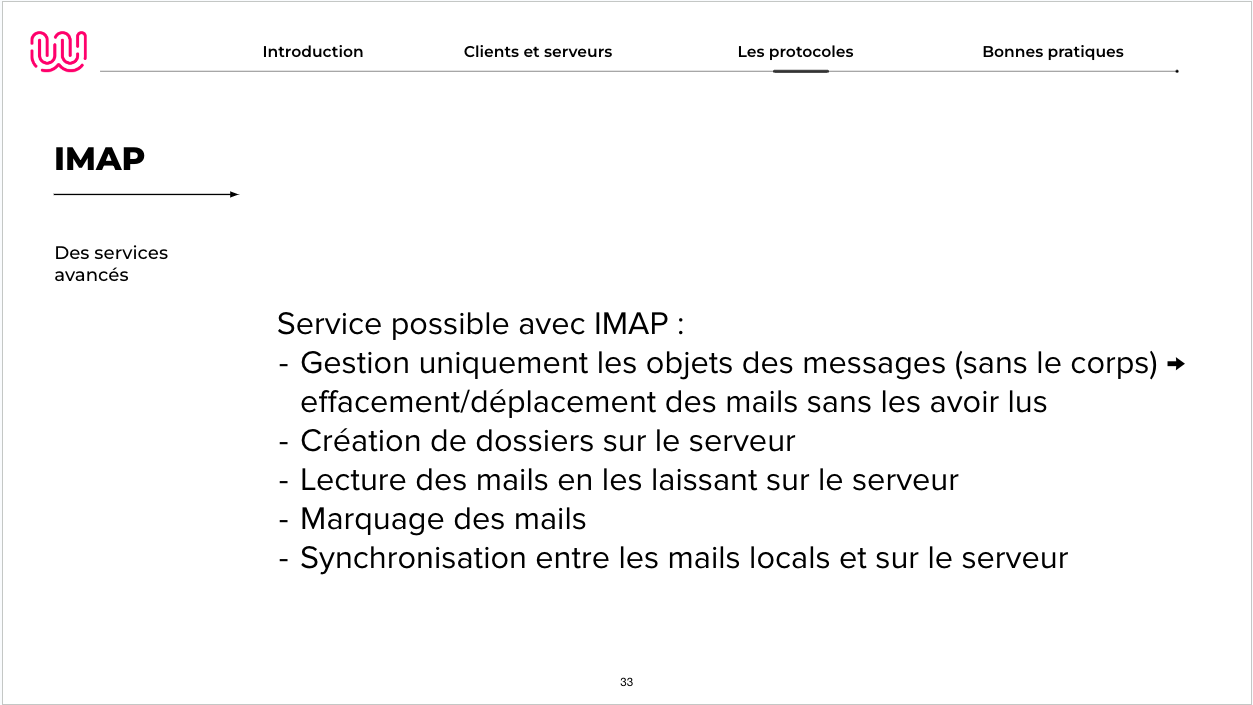 Introduction
Clients et serveurs
Les protocoles
Bonnes pratiques
IMAP
Des services
avancés
Service possible avec IMAP :
- Gestion uniquement les objets des messages (sans le corps) ➜
effacement/déplacement des mails sans les avoir lus
- Création de dossiers sur le serveur
- Lecture des mails en les laissant sur le serveur
- Marquage des mails
- Synchronisation entre les mails locals et sur le serveur
33